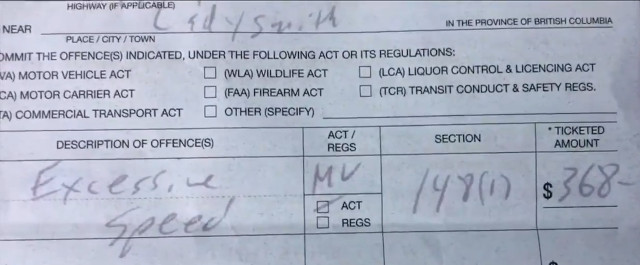 HIGHWAY (IF APPLICABLE)
NEAR Ladysmith IN THE PROVINCE OF BRITISH COLUMBIA
PLACE / CITY / TOWN
OMMIT THE OFFENCE(S) INDICATED, UNDER THE FOLLOWING ACT OR ITS REGULATIONS:
VA) MOTOR VEHICLE ACT (WLA) WILDLIFE ACT (LCA) LIQUOR CONTROL & LICENCING ACT
CA) MOTOR CARRIER ACT (FAA) FIREARM ACT (TCR) TRANSIT CONDUCT & SAFETY REGS.
TA) COMMERCIAL TRANSPORT ACT OTHER (SPECIFY)
DESCRIPTION OF OFFENCE(S) ACT / REGS SECTION * TICKETED AMOUNT
Excessive MV 148(1) $ 368-
Speed ACT
REGS
$